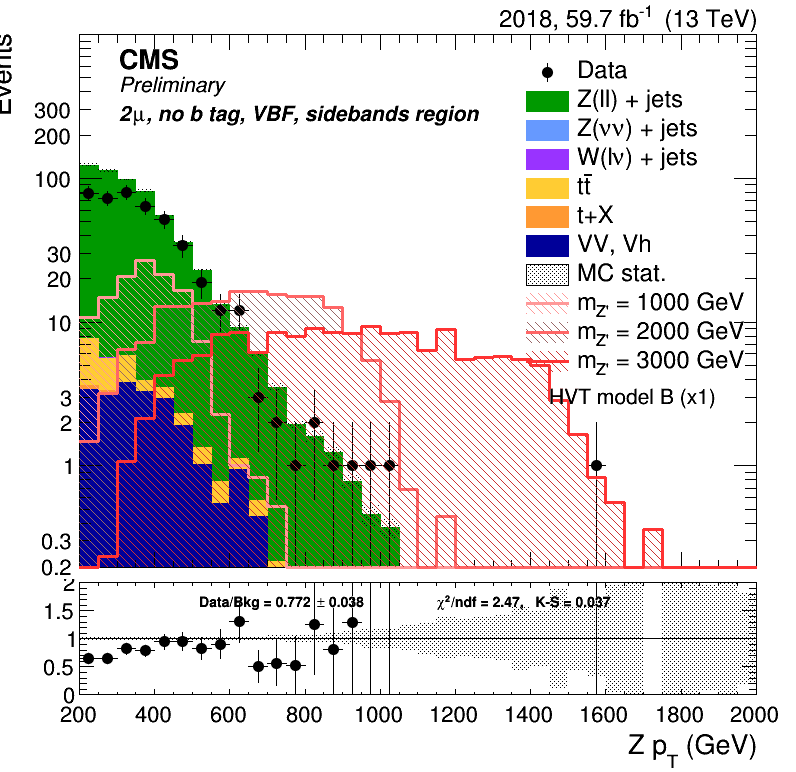 2018, 59.7 fb⁻¹ (13 TeV)
Events
CMS
Preliminary
2μ, no b tag, VBF, sidebands region
Data
Z(ll) + jets
Z(νν) + jets
W(lν) + jets
tt̄
t+X
VV, Vh
MC stat.
m_Z' = 1000 GeV
m_Z' = 2000 GeV
m_Z' = 3000 GeV
HVT model B (x1)
300
200
100
30
20
10
3
2
1
0.3
0.2
Data/Bkg = 0.772 ± 0.038
χ²/ndf = 2.47, K-S = 0.037
2
1.5
1
0.5
0
200 400 600 800 1000 1200 1400 1600 1800 2000
Z p_T (GeV)